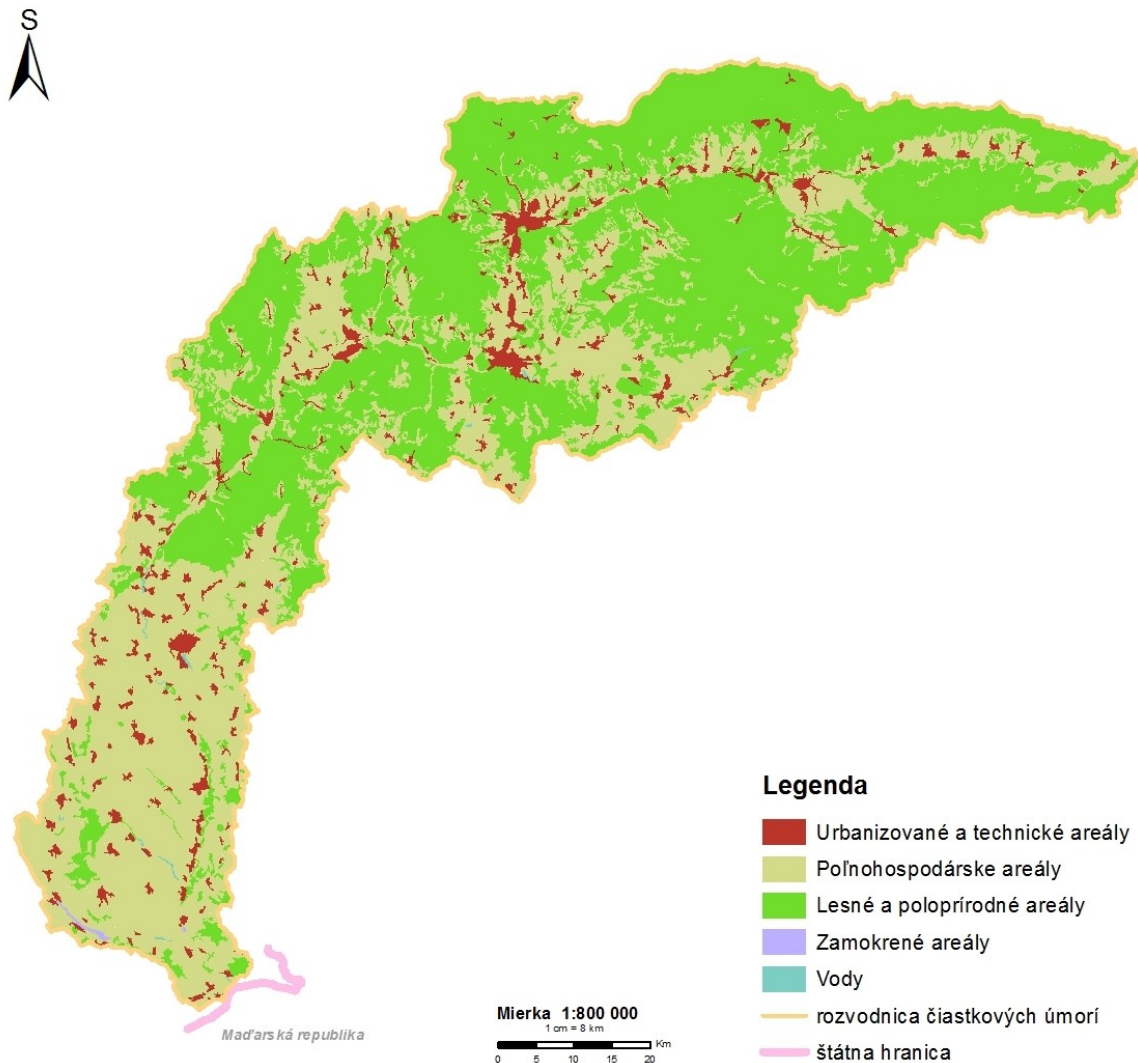 S
Legenda
Urbanizované a technické areály
Poľnohospodárske areály
Lesné a poloprírodné areály
Zamokrené areály
Vody
rozvodnica čiastkových úmorí
štátna hranica
Mierka 1:800 000
1 cm = 8 km
Km
0 5 10 15 20
Maďarská republika